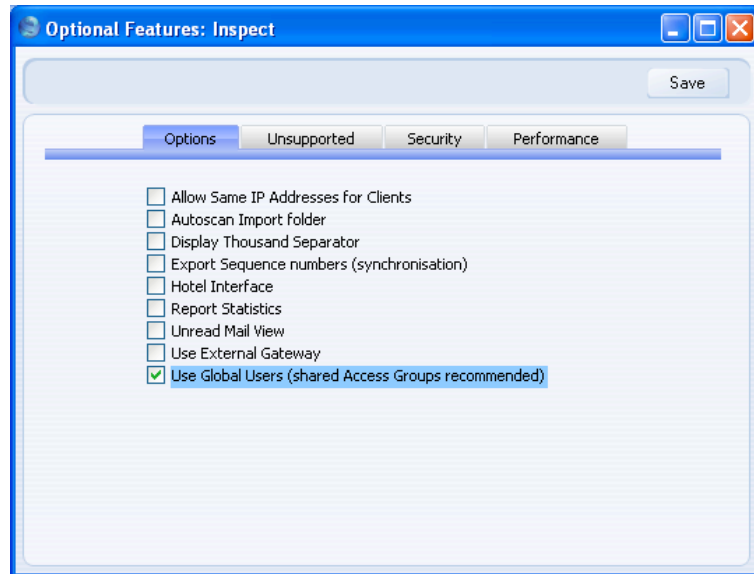 Optional Features: Inspect
Save
Options Unsupported Security Performance
Allow Same IP Addresses for Clients
Autoscan Import folder
Display Thousand Separator
Export Sequence numbers (synchronisation)
Hotel Interface
Report Statistics
Unread Mail View
Use External Gateway
Use Global Users (shared Access Groups recommended)